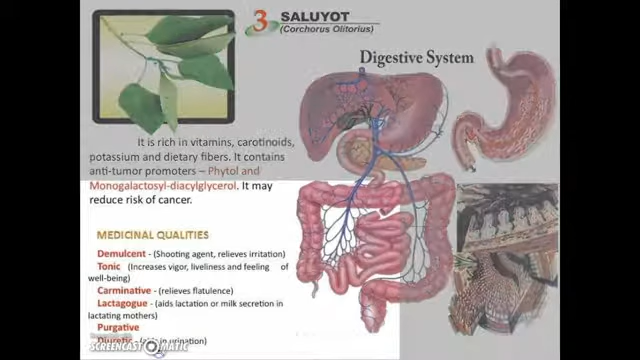 3 SALUYOT
(Corchorus Olitorius)
Digestive System
It is rich in vitamins, carotinoids,
potassium and dietary fibers. It contains
anti-tumor promoters – Phytol and
Monogalactosyl-diacylglycerol. It may
reduce risk of cancer.
MEDICINAL QUALITIES
Demulcent - (Shooting agent, relieves irritation)
Tonic (Increases vigor, liveliness and feeling of
well-being)
Carminative - (relieves flatulence)
Lactagogue - (aids lactation or milk secretion in
lactating mothers)
Purgative
Diuretic in urination)
SCREENCAST MATIC